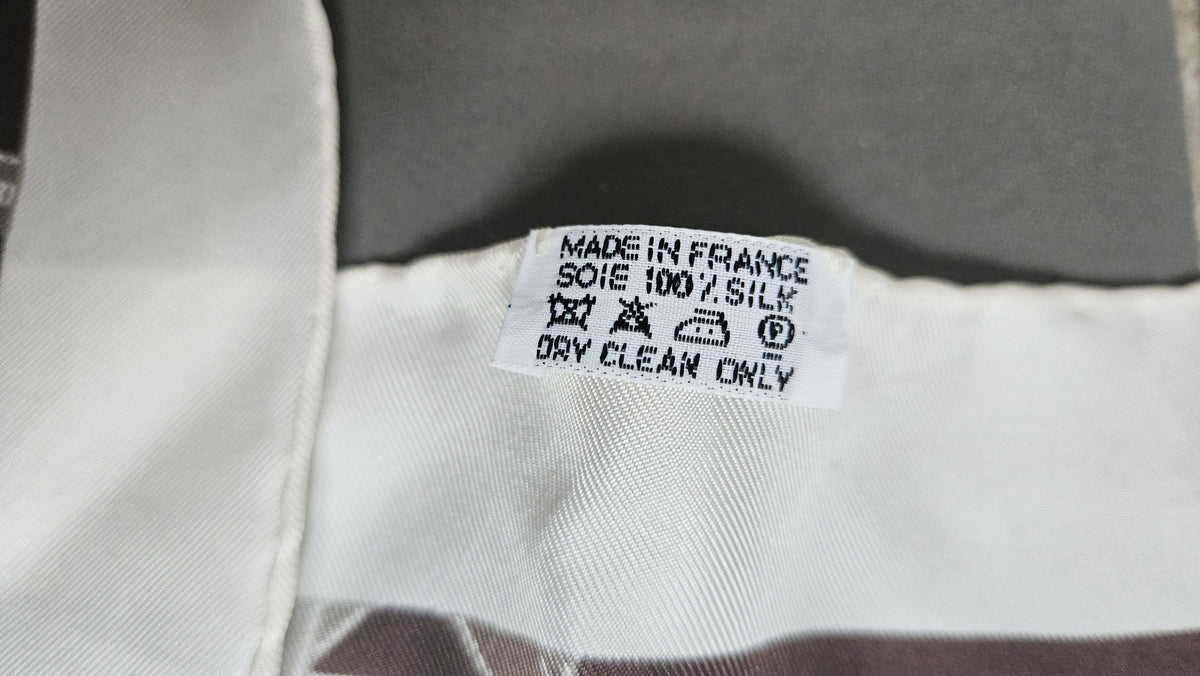 MADE IN FRANCE
SOIE 100% SILK
P
DRY CLEAN ONLY